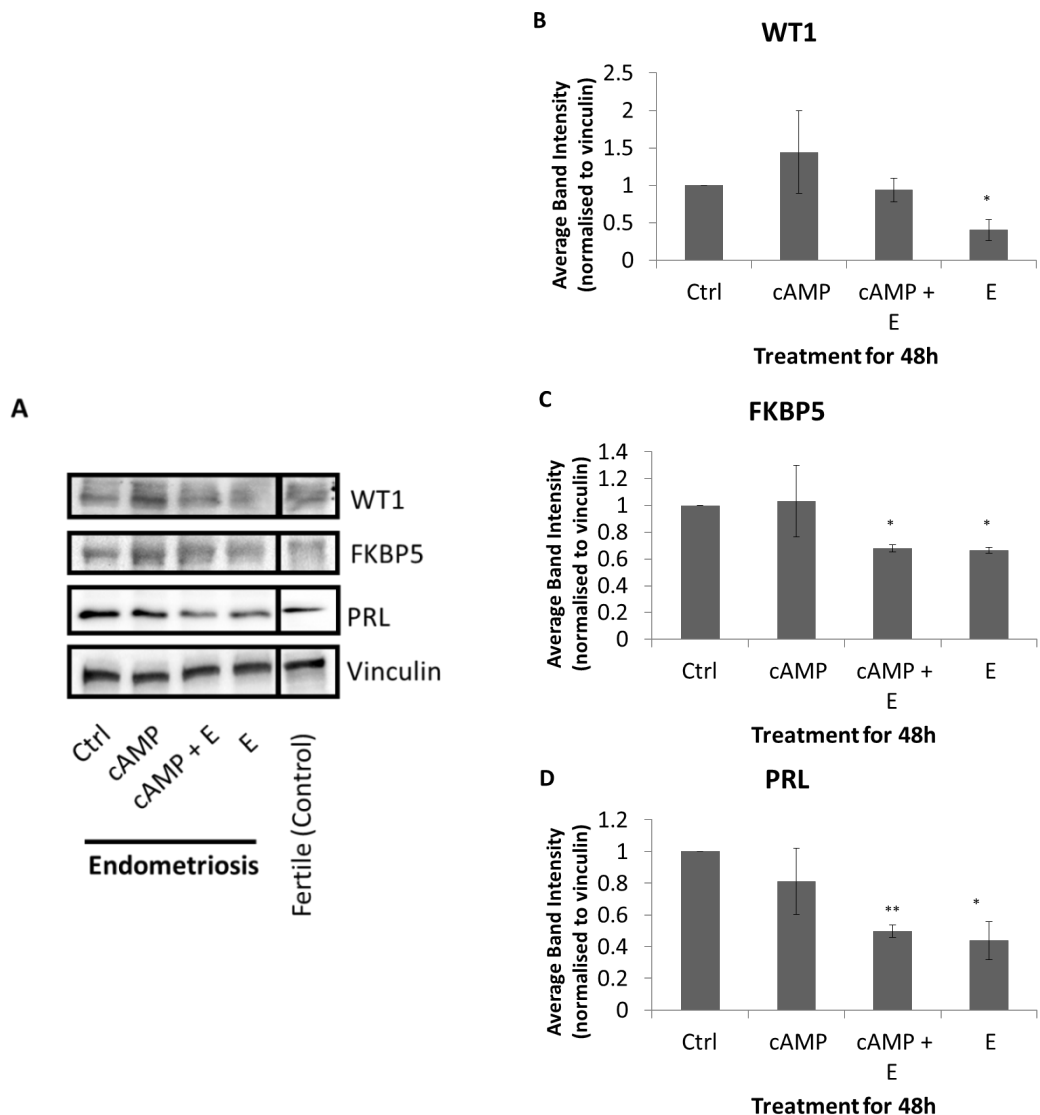 A
WT1
FKBP5
PRL
Vinculin
Ctrl
cAMP
cAMP + E
E
Endometriosis
Fertile (Control)
B
WT1
Average Band Intensity
(normalised to vinculin)
2.5
2
1.5
1
0.5
0
*
Ctrl cAMP cAMP + E
E
Treatment for 48h
C
FKBP5
Average Band Intensity
(normalised to vinculin)
1.4
1.2
1
0.8
0.6
0.4
0.2
0
* *
Ctrl cAMP cAMP + E
E
Treatment for 48h
D
PRL
Average Band Intensity
(normalised to vinculin)
1.2
1
0.8
0.6
0.4
0.2
0
** *
Ctrl cAMP cAMP + E
E
Treatment for 48h